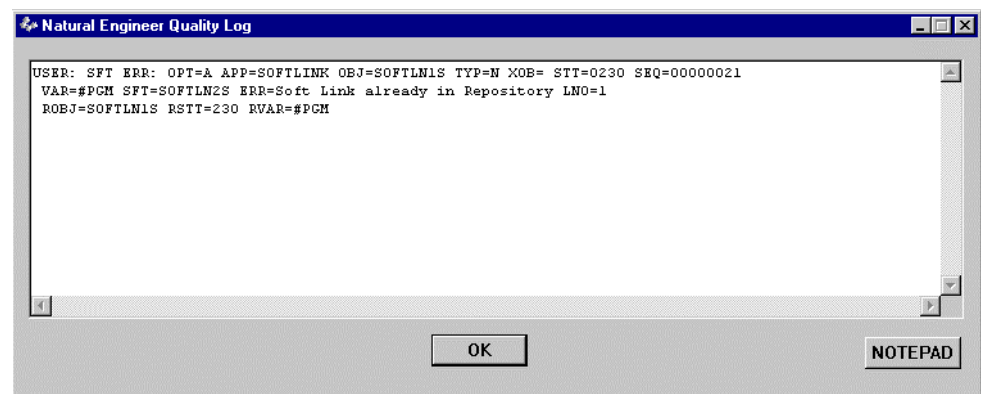 Natural Engineer Quality Log
USER: SFT ERR: OPT=A APP=SOFTLINK OBJ=SOFTLN1S TYP=N XOB= STT=0230 SEQ=00000021
VAR=#PGM SFT=SOFTLN2S ERR=Soft Link already in Repository LNO=1
ROBJ=SOFTLN1S RSTT=230 RVAR=#PGM
OK
NOTEPAD